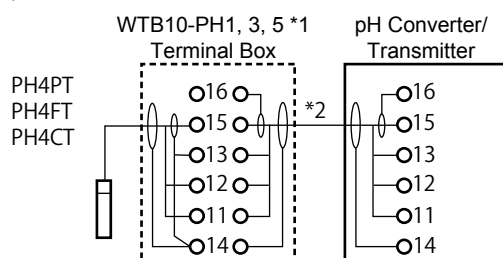 WTB10-PH1, 3, 5 *1
Terminal Box
pH Converter/
Transmitter
PH4PT
PH4FT
PH4CT
16
15
13
12
11
14
*2
16
15
13
12
11
14